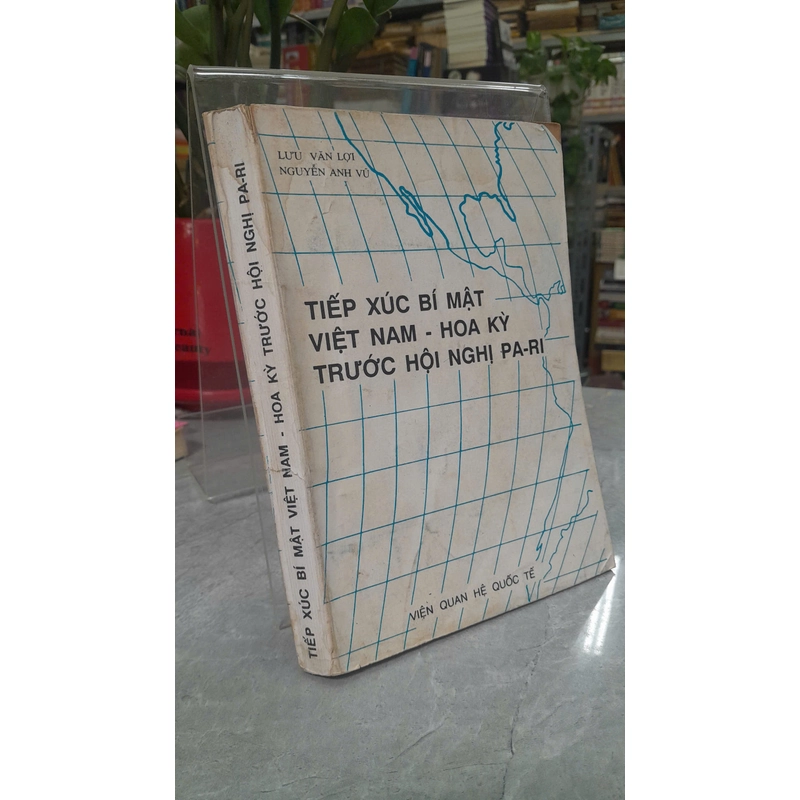 LƯU VĂN LỢI
NGUYỄN ANH VŨ
TIẾP XÚC BÍ MẬT
VIỆT NAM - HOA KỲ
TRƯỚC HỘI NGHỊ PA-RI
VIỆN QUAN HỆ QUỐC TẾ
TIẾP XÚC BÍ MẬT VIỆT NAM - HOA KỲ TRƯỚC HỘI NGHỊ PA-RI